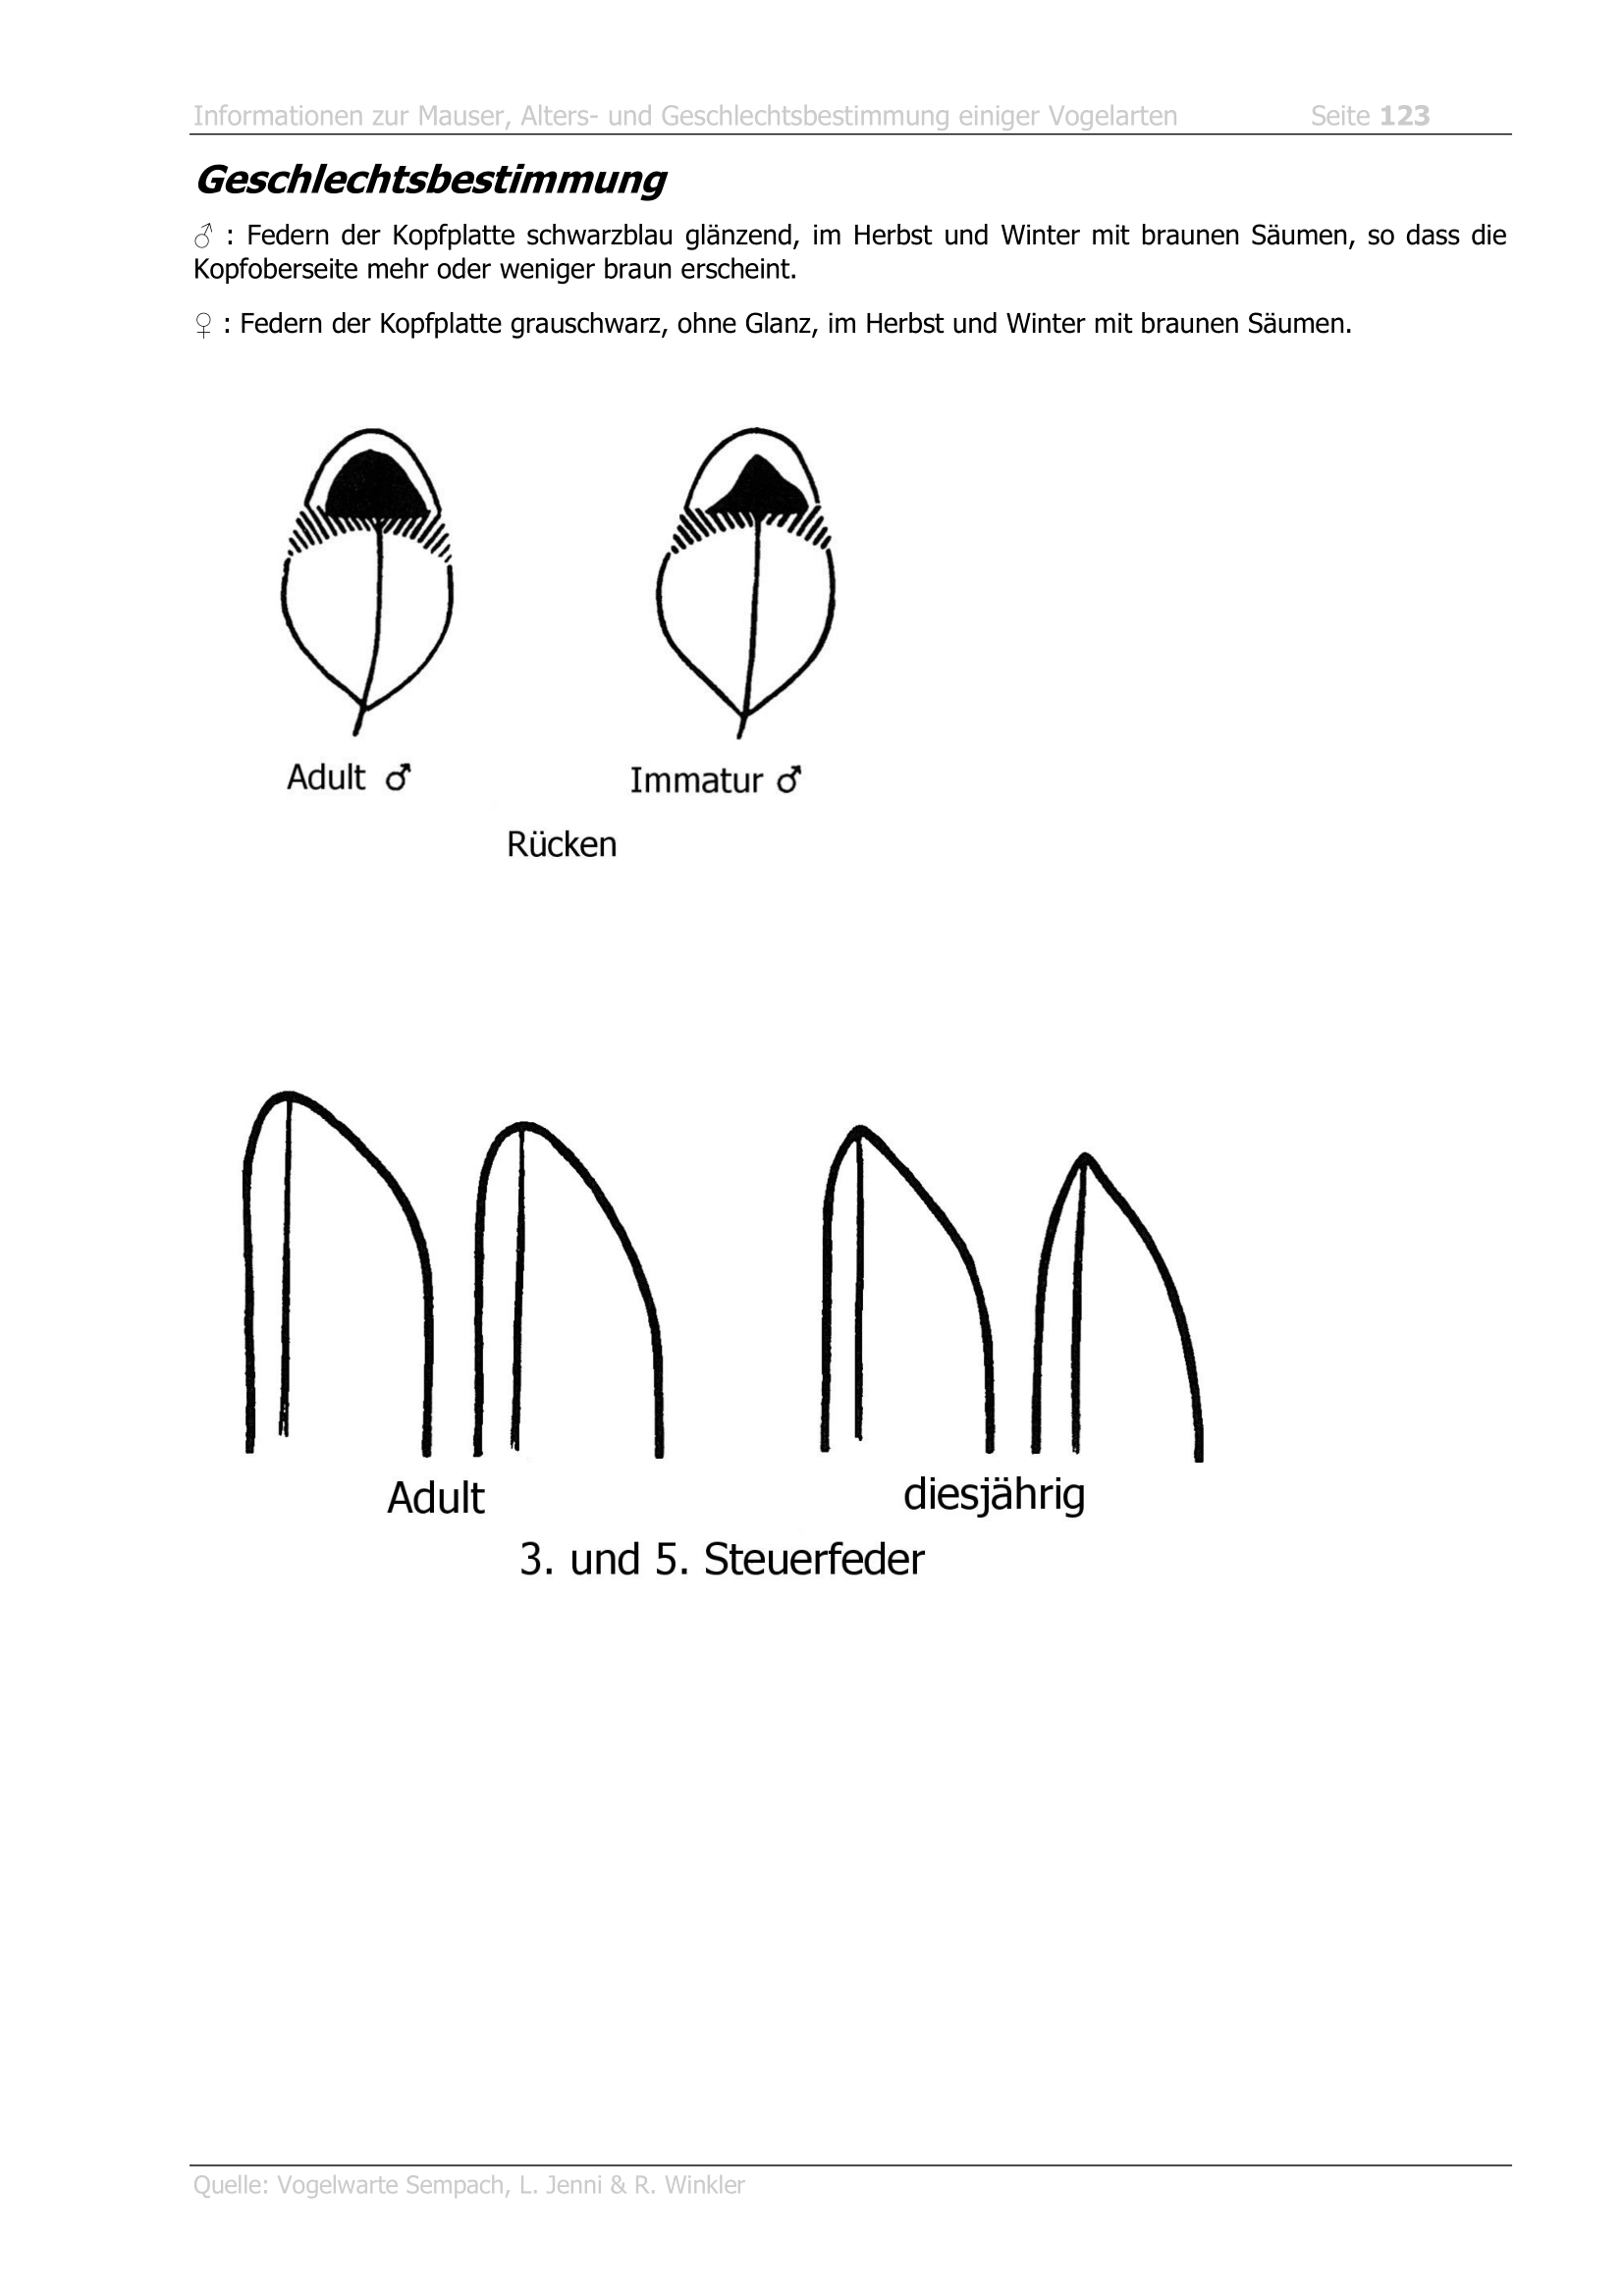 Informationen zur Mauser, Alters- und Geschlechtsbestimmung einiger Vogelarten Seite 123
Geschlechtsbestimmung
♂ : Federn der Kopfplatte schwarzblau glänzend, im Herbst und Winter mit braunen Säumen, so dass die
Kopfoberseite mehr oder weniger braun erscheint.
♀ : Federn der Kopfplatte grauschwarz, ohne Glanz, im Herbst und Winter mit braunen Säumen.
Adult ♂ Immatur ♂
Rücken
Adult diesjährig
3. und 5. Steuerfeder
Quelle: Vogelwarte Sempach, L. Jenni & R. Winkler